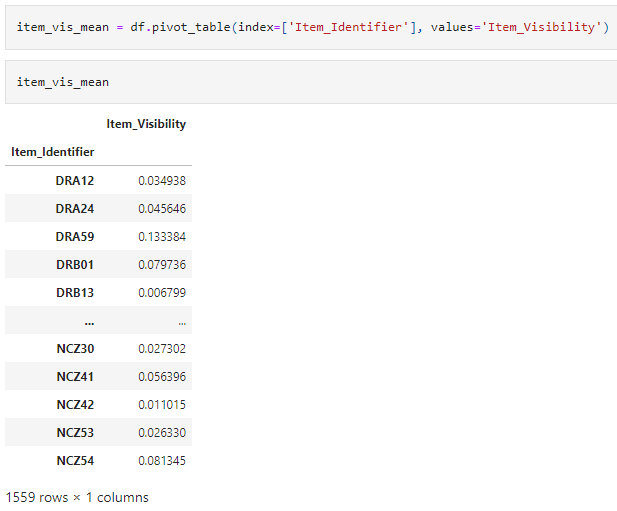 item_vis_mean = df.pivot_table(index=['Item_Identifier'], values='Item_Visibility')
item_vis_mean
Item_Visibility
Item_Identifier
DRA12 0.034938
DRA24 0.045646
DRA59 0.133384
DRB01 0.079736
DRB13 0.006799
... ...
NCZ30 0.027302
NCZ41 0.056396
NCZ42 0.011015
NCZ53 0.026330
NCZ54 0.081345
1559 rows × 1 columns